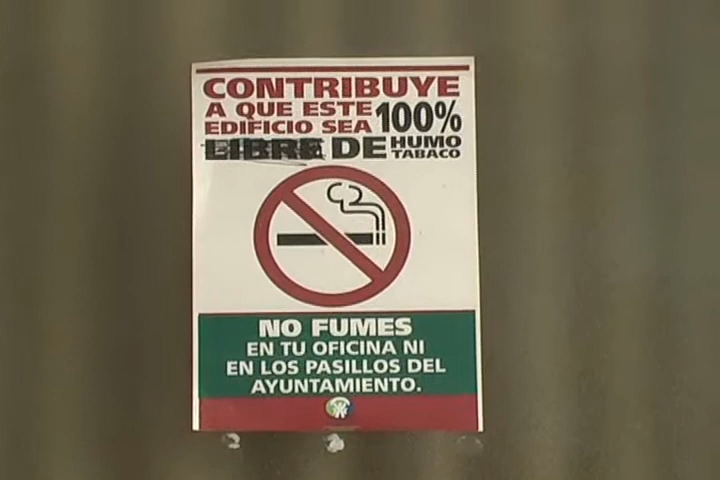 CONTRIBUYE
A QUE ESTE
EDIFICIO SEA 100%
LIBRE DE HUMO
TABACO
NO FUMES
EN TU OFICINA NI
EN LOS PASILLOS DEL
AYUNTAMIENTO.